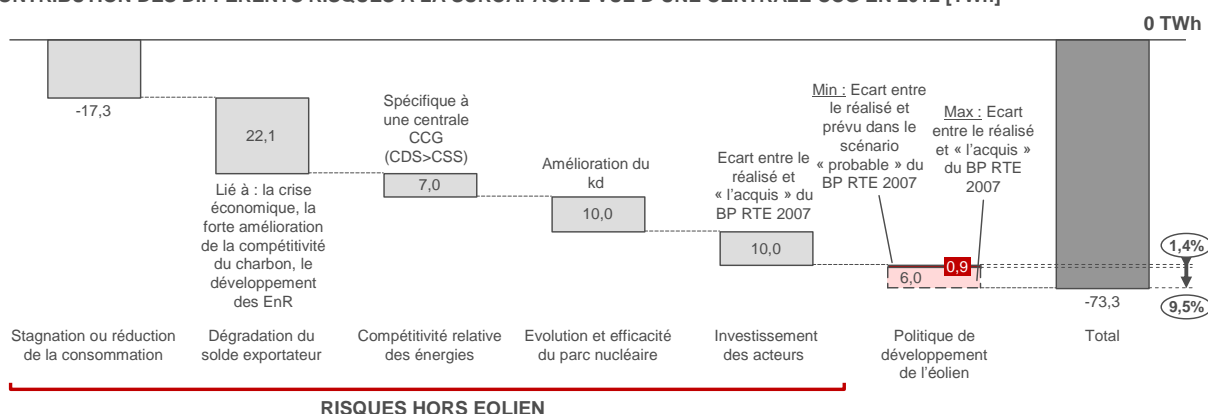 0 TWh
-17,3
22,1
Lié à : la crise
économique, la
forte amélioration
de la compétitivité
du charbon, le
développement
des EnR
Spécifique à
une centrale
CCG
(CDS>CSS)
7,0
Amélioration du
kd
10,0
Ecart entre le
réalisé et
« l'acquis » du
BP RTE 2007
10,0
Min : Ecart entre
le réalisé et
prévu dans le
scénario
« probable » du
BP RTE 2007
Max : Ecart
entre le réalisé
et « l'acquis »
du BP RTE
2007
0,9
6,0
-73,3
1,4%
9,5%
Stagnation ou réduction
de la consommation
Dégradation du
solde exportateur
Compétitivité relative
des énergies
Evolution et efficacité
du parc nucléaire
Investissement
des acteurs
Politique de
développement
de l'éolien
Total
RISQUES HORS EOLIEN